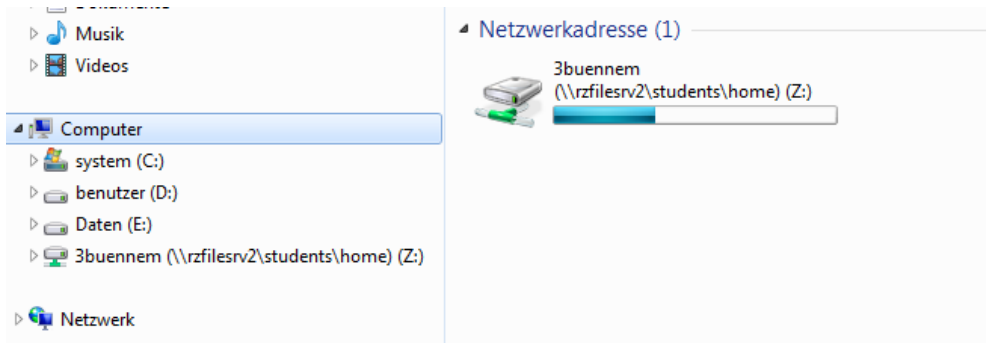 Musik
Videos
Computer
system (C:)
benutzer (D:)
Daten (E:)
3buennem (\\rzfilesrv2\students\home) (Z:)
Netzwerk
Netzwerkadresse (1)
3buennem
(\\rzfilesrv2\students\home) (Z:)